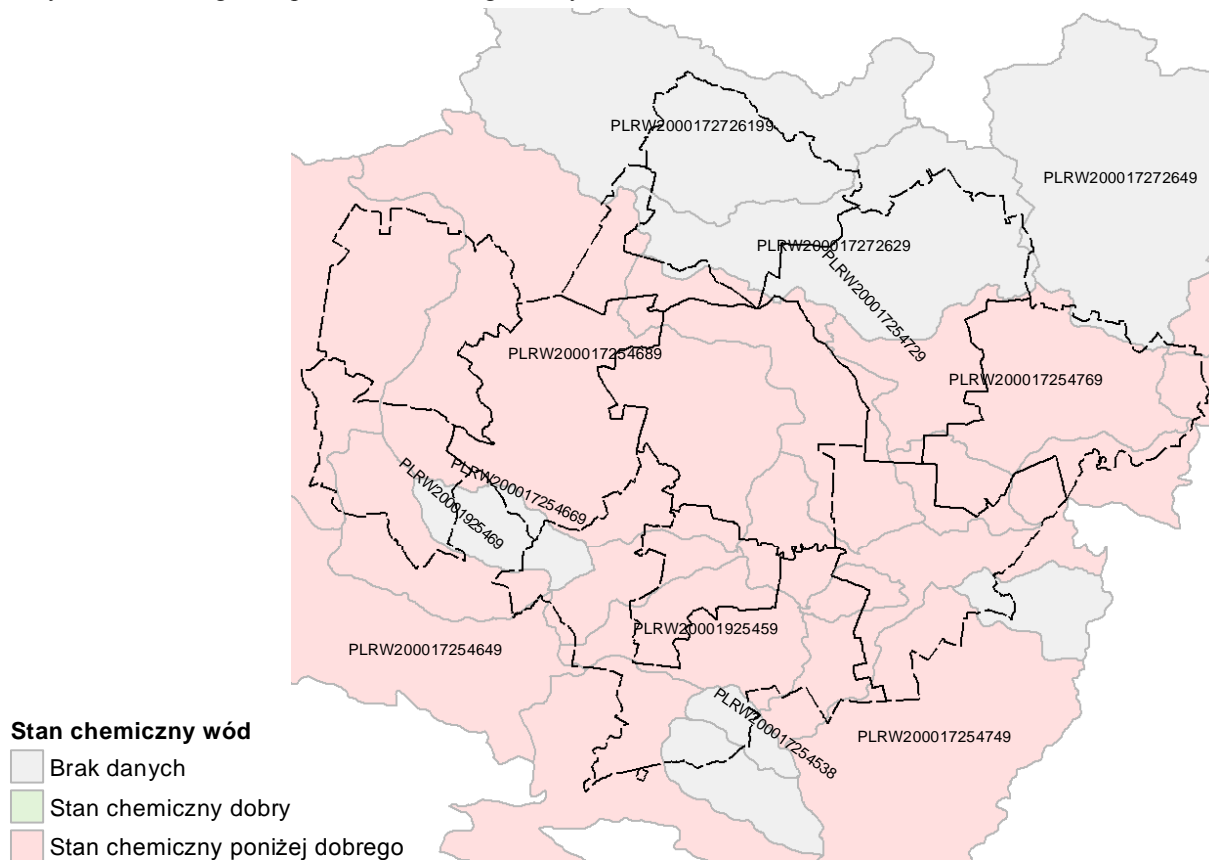 PLRW2000172726199
PLRW200017272649
PLRW200017272629
PLRW200017254729
PLRW200017254689
PLRW200017254769
PLRW200017254669
PLRW20001925469
PLRW20001925459
PLRW200017254649
PLRW200017254538
PLRW200017254749
Stan chemiczny wód
Brak danych
Stan chemiczny dobry
Stan chemiczny poniżej dobrego